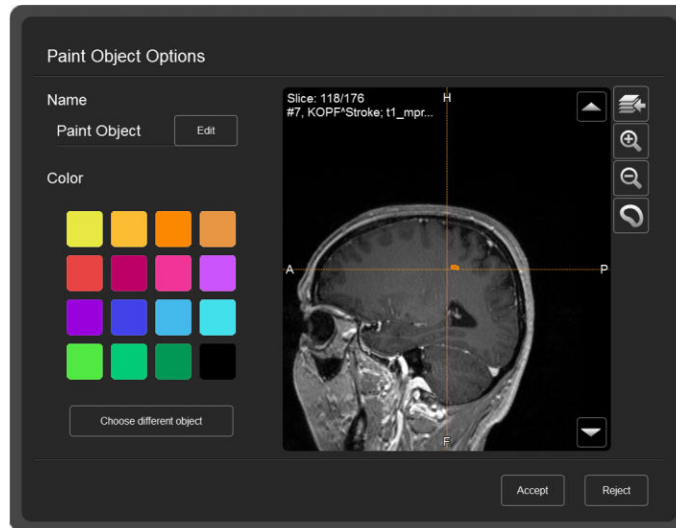 Paint Object Options
Name
Paint Object
Edit
Color
Choose different object
Slice: 118/176
#7, KOPF^Stroke; t1_mpr...
H
A
P
F
Accept
Reject